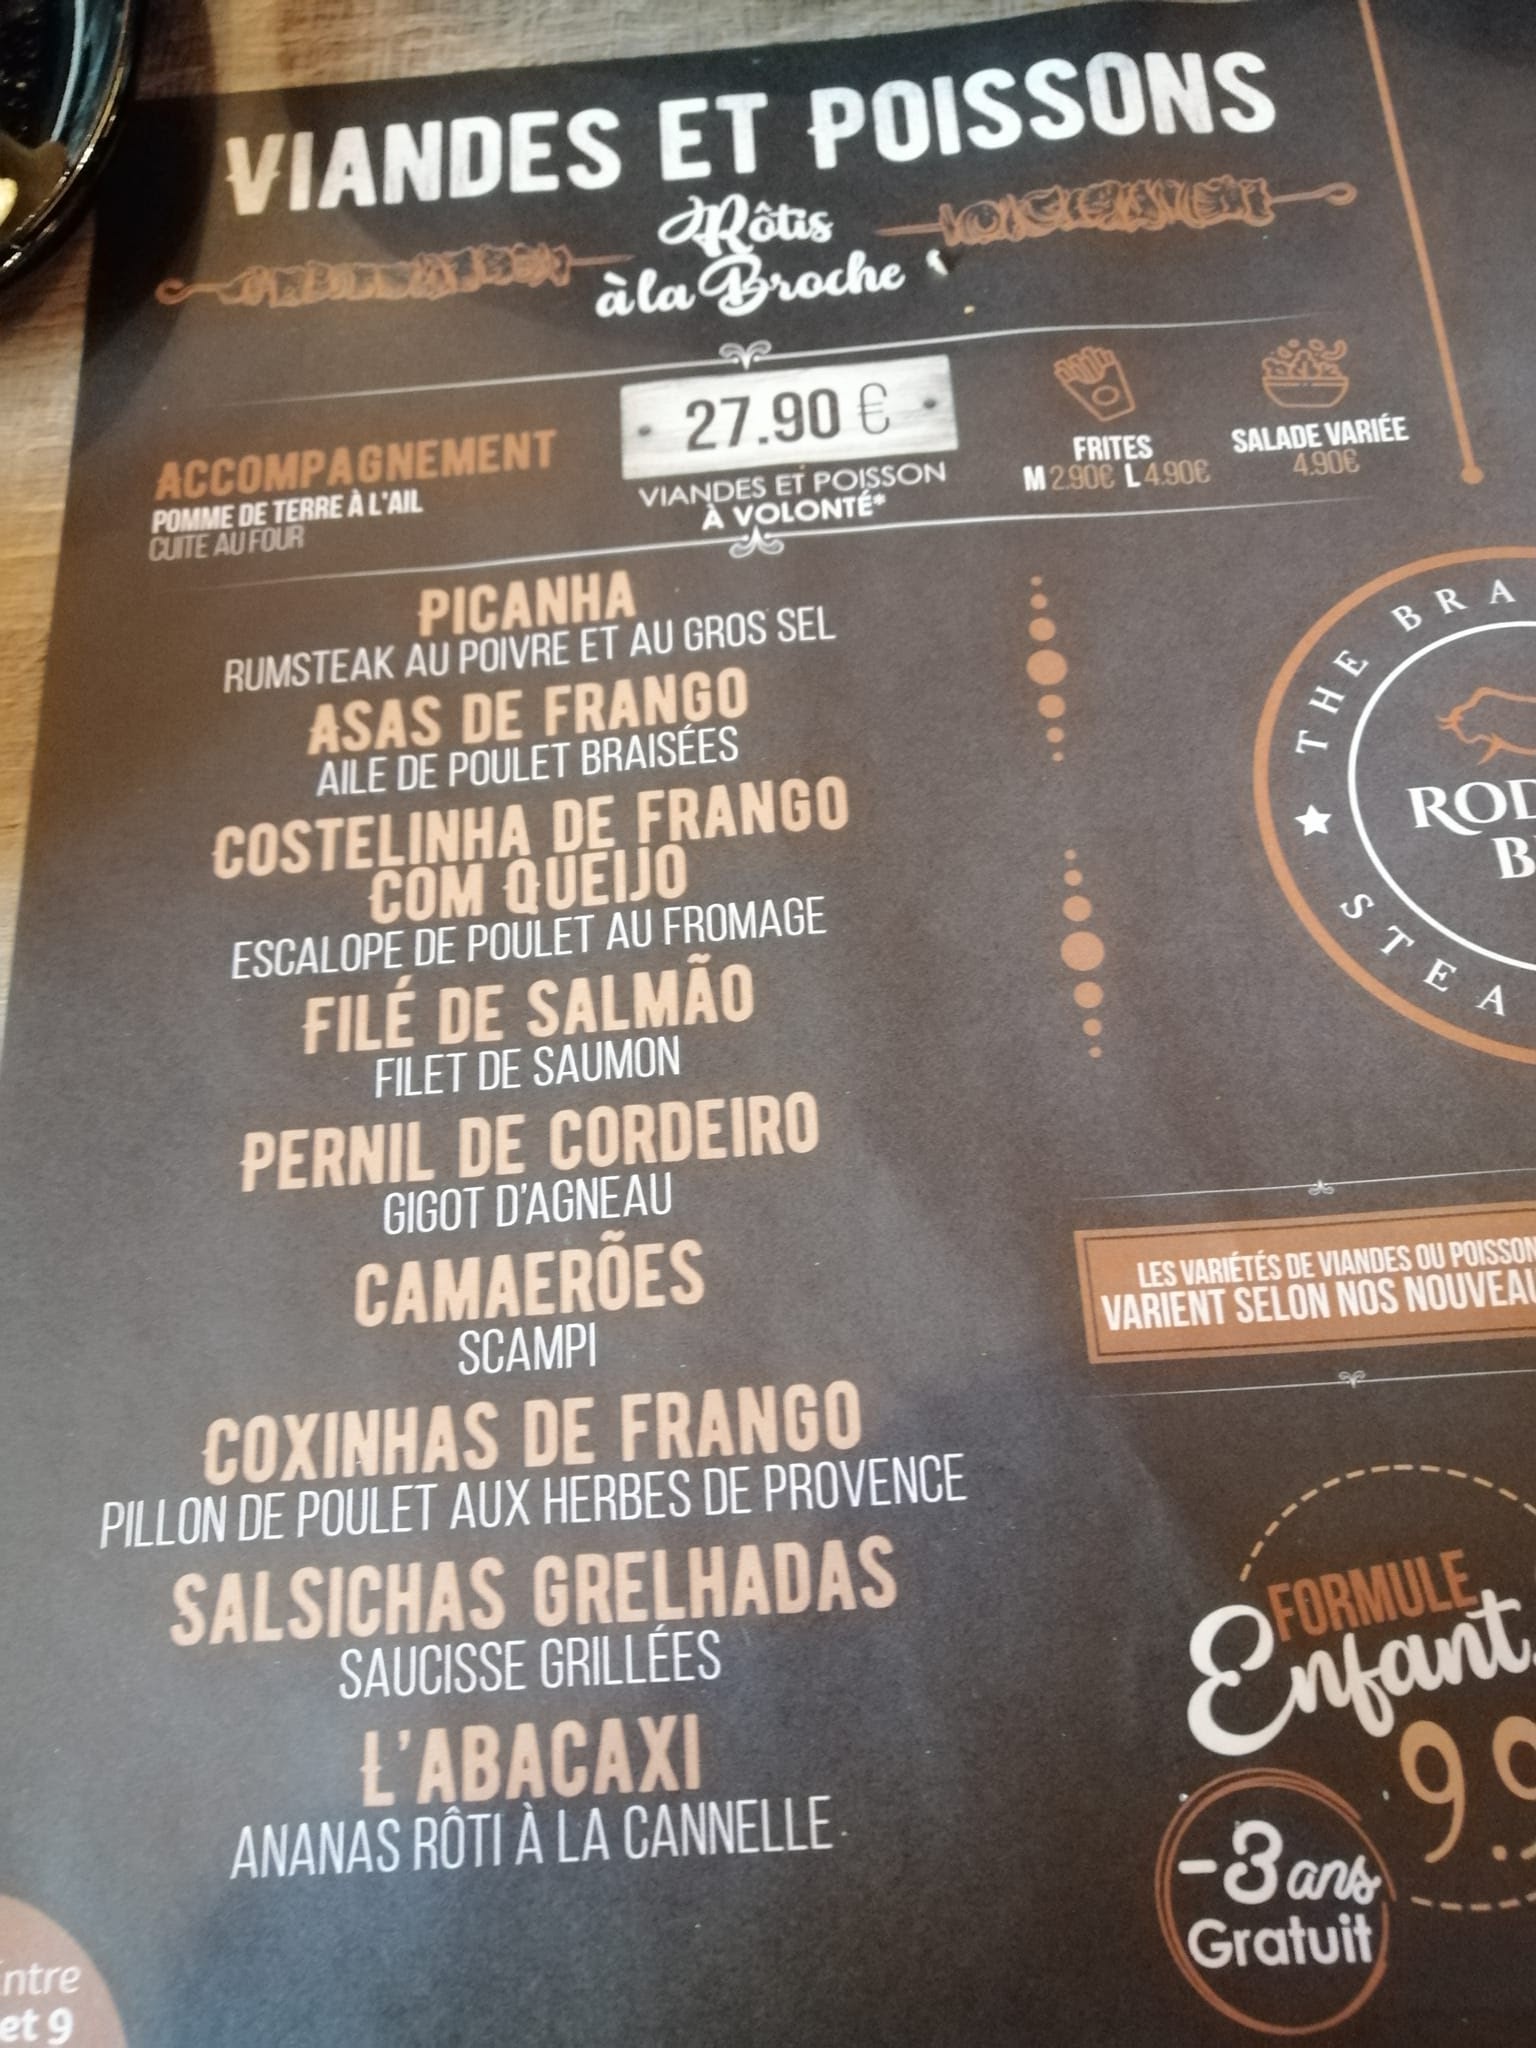 VIANDES ET POISSONS
Rôtis
à la Broche
ACCOMPAGNEMENT
POMME DE TERRE À L'AIL
CUITE AU FOUR
27.90 €
VIANDES ET POISSON
À VOLONTÉ*
FRITES
M 2.90€ L 4.90€
SALADE VARIÉE
4.90€
PICANHA
RUMSTEAK AU POIVRE ET AU GROS SEL
ASAS DE FRANGO
AILE DE POULET BRAISÉES
COSTELINHA DE FRANGO
COM QUEIJO
ESCALOPE DE POULET AU FROMAGE
FILÉ DE SALMÃO
FILET DE SAUMON
PERNIL DE CORDEIRO
GIGOT D'AGNEAU
CAMAERÕES
SCAMPI
COXINHAS DE FRANGO
PILLON DE POULET AUX HERBES DE PROVENCE
SALSICHAS GRELHADAS
SAUCISSE GRILLÉES
L'ABACAXI
ANANAS RÔTI À LA CANNELLE
THE BRA
ROD
B
STEA
LES VARIÉTÉS DE VIANDES OU POISSON
VARIENT SELON NOS NOUVEAU
FORMULE
Enfant
9.9
-3 ans
Gratuit
Entre
et 9